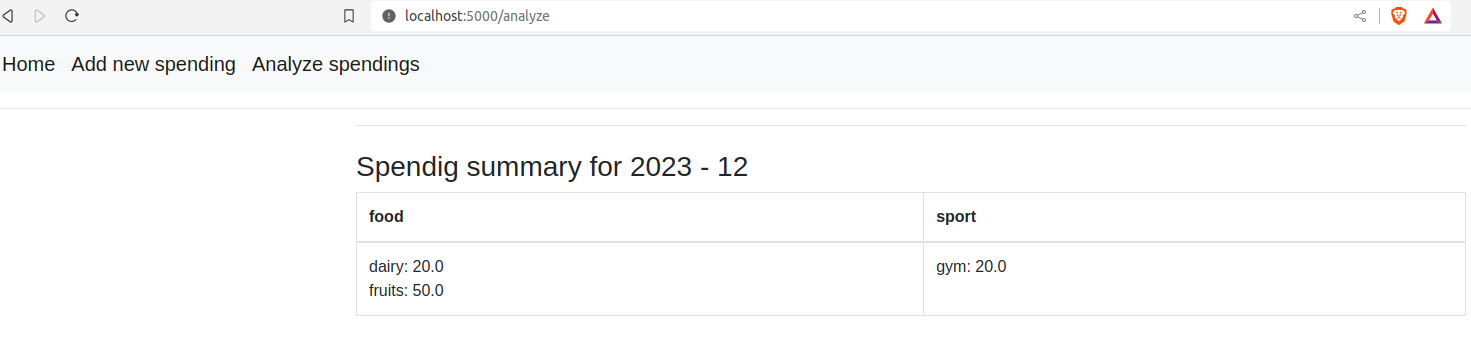 localhost:5000/analyze
Home Add new spending Analyze spendings
Spendig summary for 2023 - 12
food sport
dairy: 20.0 gym: 20.0
fruits: 50.0